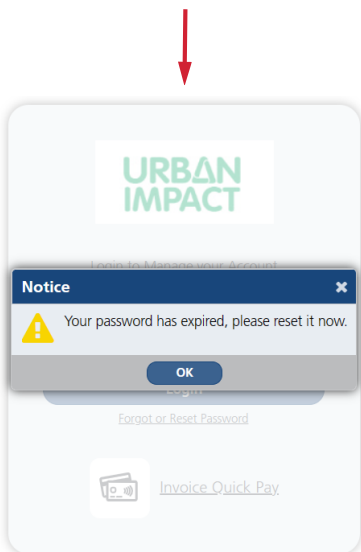 URBAN
IMPACT
Login to Manage your Account
Notice
Your password has expired, please reset it now.
OK
Login
Forgot or Reset Password
Invoice Quick Pay